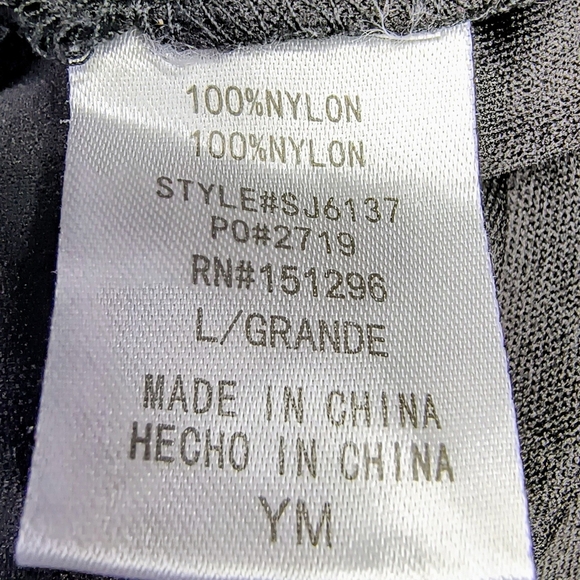 100%NYLON
100%NYLON
STYLE#SJ6137
PO#2719
RN#151296
L/GRANDE
MADE IN CHINA
HECHO IN CHINA
YM